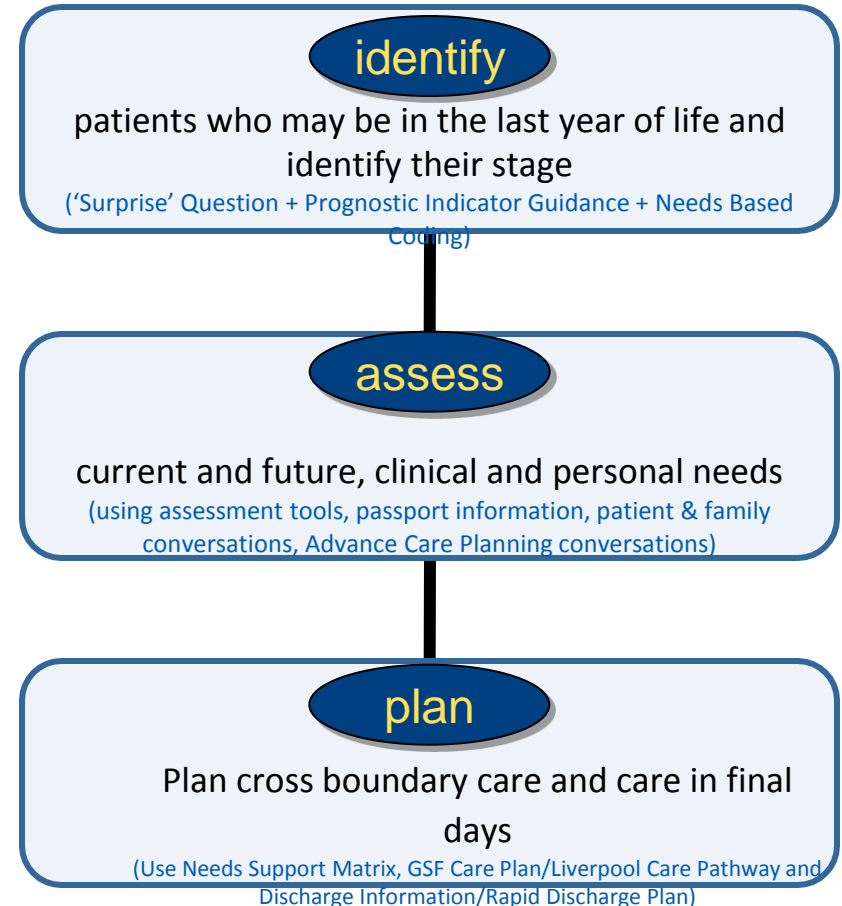 identify
patients who may be in the last year of life and
identify their stage
(‘Surprise’ Question + Prognostic Indicator Guidance + Needs Based
Coding)
assess
current and future, clinical and personal needs
(using assessment tools, passport information, patient & family
conversations, Advance Care Planning conversations)
plan
Plan cross boundary care and care in final
days
(Use Needs Support Matrix, GSF Care Plan/Liverpool Care Pathway and
Discharge Information/Rapid Discharge Plan)